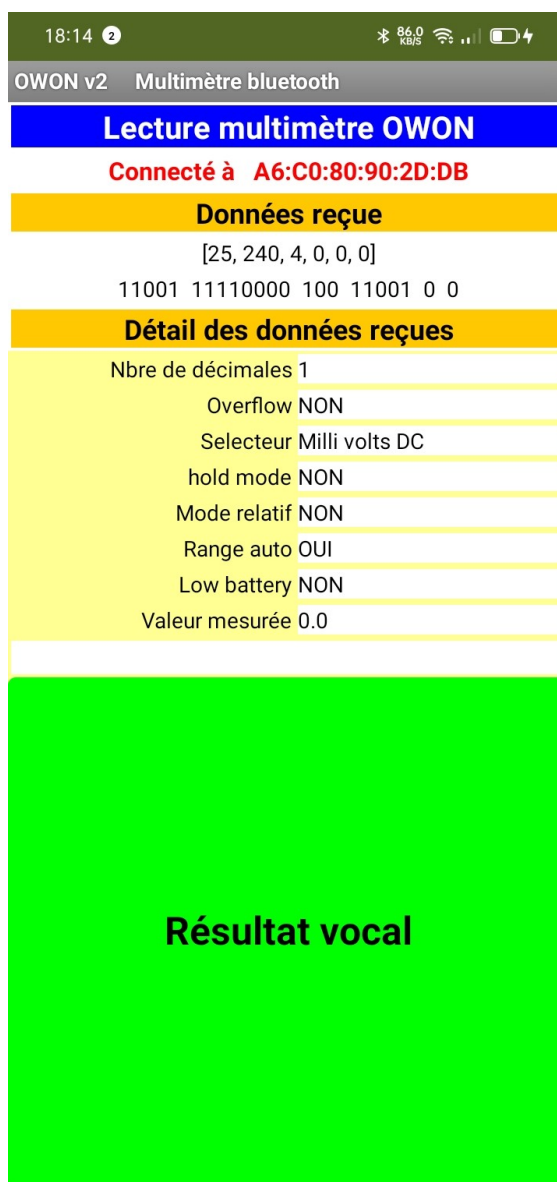 18:14 2 86.0 KB/S
OWON v2 Multimètre bluetooth
Lecture multimètre OWON
Connecté à A6:C0:80:90:2D:DB
Données reçue
[25, 240, 4, 0, 0, 0]
11001 11110000 100 11001 0 0
Détail des données reçues
Nbre de décimales 1
Overflow NON
Selecteur Milli volts DC
hold mode NON
Mode relatif NON
Range auto OUI
Low battery NON
Valeur mesurée 0.0
Résultat vocal